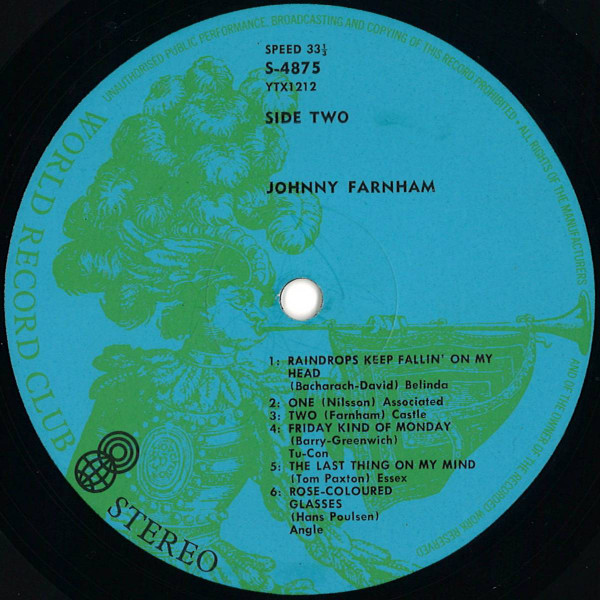 UNAUTHORISED PUBLIC PERFORMANCE, BROADCASTING AND COPYING OF THIS RECORD PROHIBITED • ALL RIGHTS OF THE MANUFACTURERS AND OF THE OWNER OF THE RECORDED WORK RESERVED
WORLD RECORD CLUB
SPEED 33⅓
S-4875
YTX1212
SIDE TWO
JOHNNY FARNHAM
1: RAINDROPS KEEP FALLIN' ON MY
HEAD
(Bacharach-David) Belinda
2: ONE (Nilsson) Associated
3: TWO (Farnham) Castle
4: FRIDAY KIND OF MONDAY
(Barry-Greenwich)
Tu-Con
5: THE LAST THING ON MY MIND
(Tom Paxton) Essex
6: ROSE-COLOURED
GLASSES
(Hans Poulsen)
Angle
STEREO